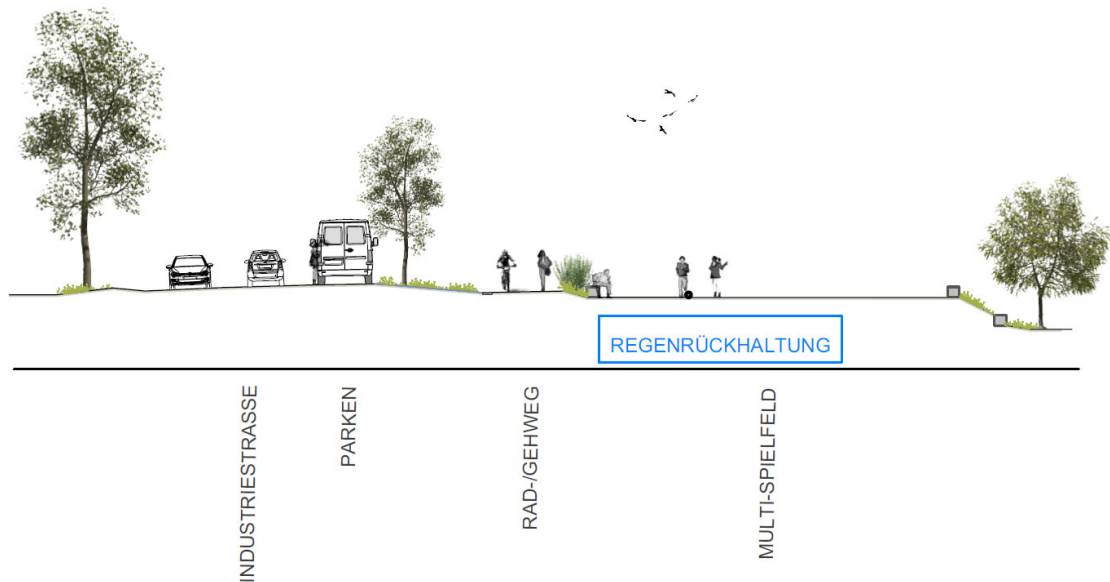 REGENRÜCKHALTUNG
INDUSTRIESTRASSE
PARKEN
RAD-/GEHWEG
MULTI-SPIELFELD